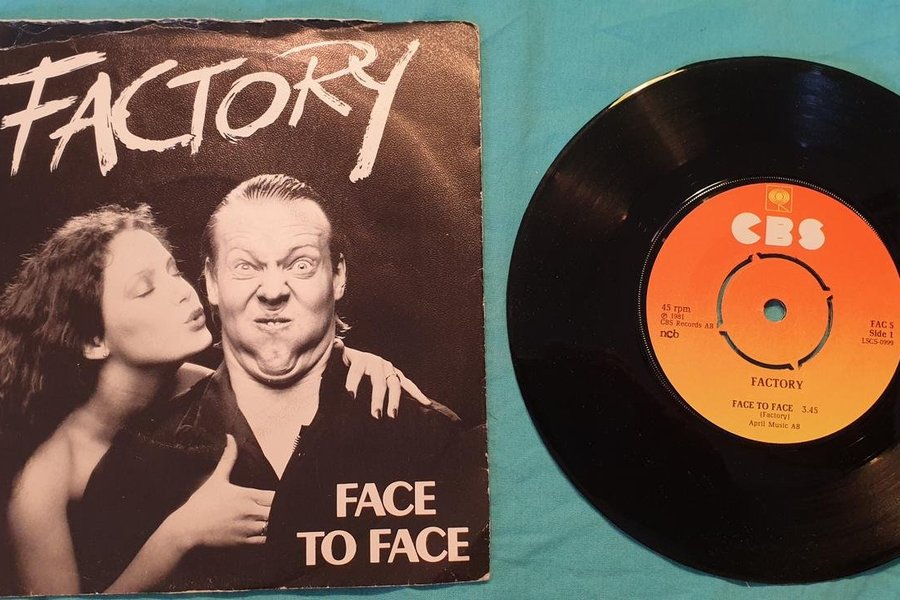 FACTORY
FACE
TO FACE
CBS
45 rpm
℗ 1981
CBS Records AB
ncb
FAC 5
Side 1
LSCS-0999
FACTORY
FACE TO FACE 3.45
(Factory)
April Music AB